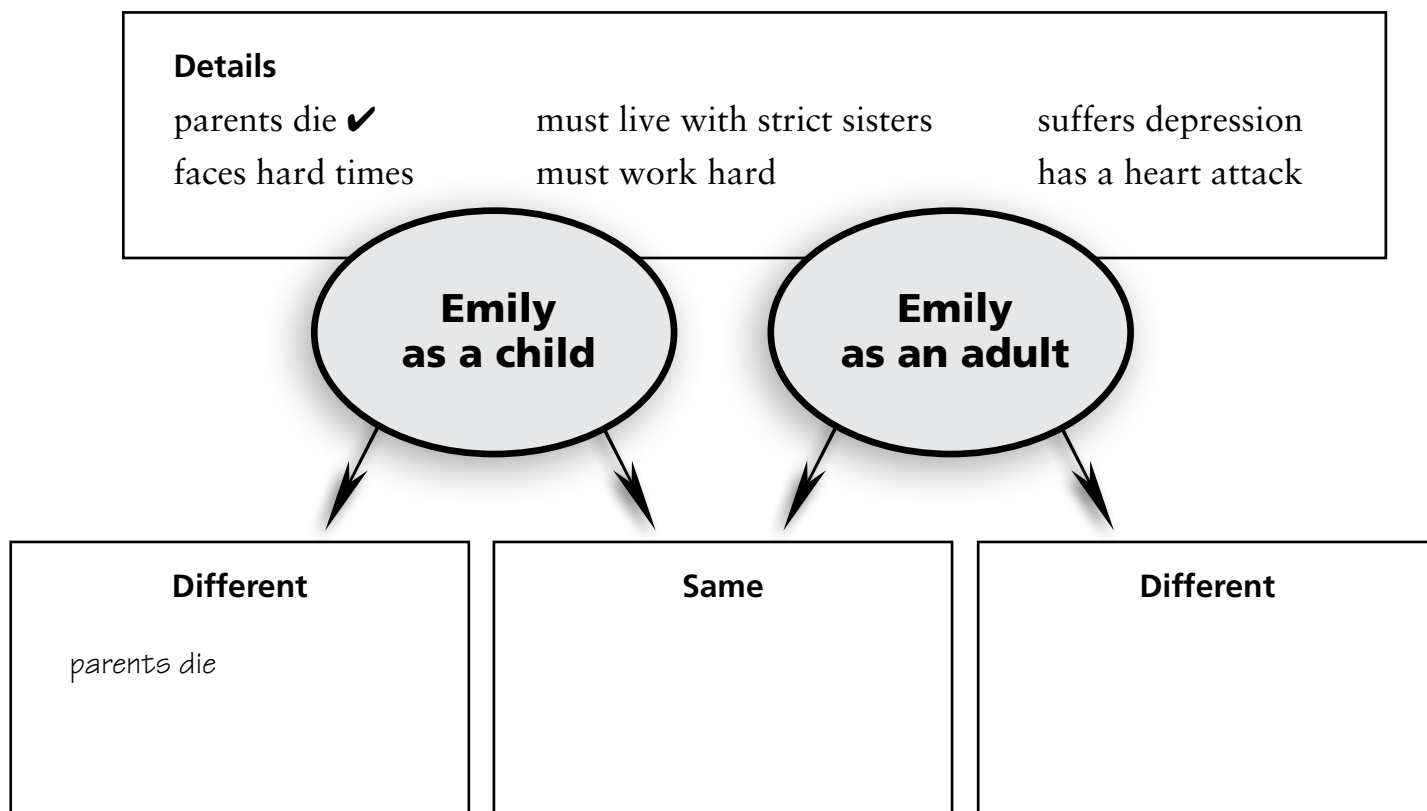 Details
parents die ✔ must live with strict sisters suffers depression
faces hard times must work hard has a heart attack
Emily
as a child
Emily
as an adult
Different
Same
Different
parents die